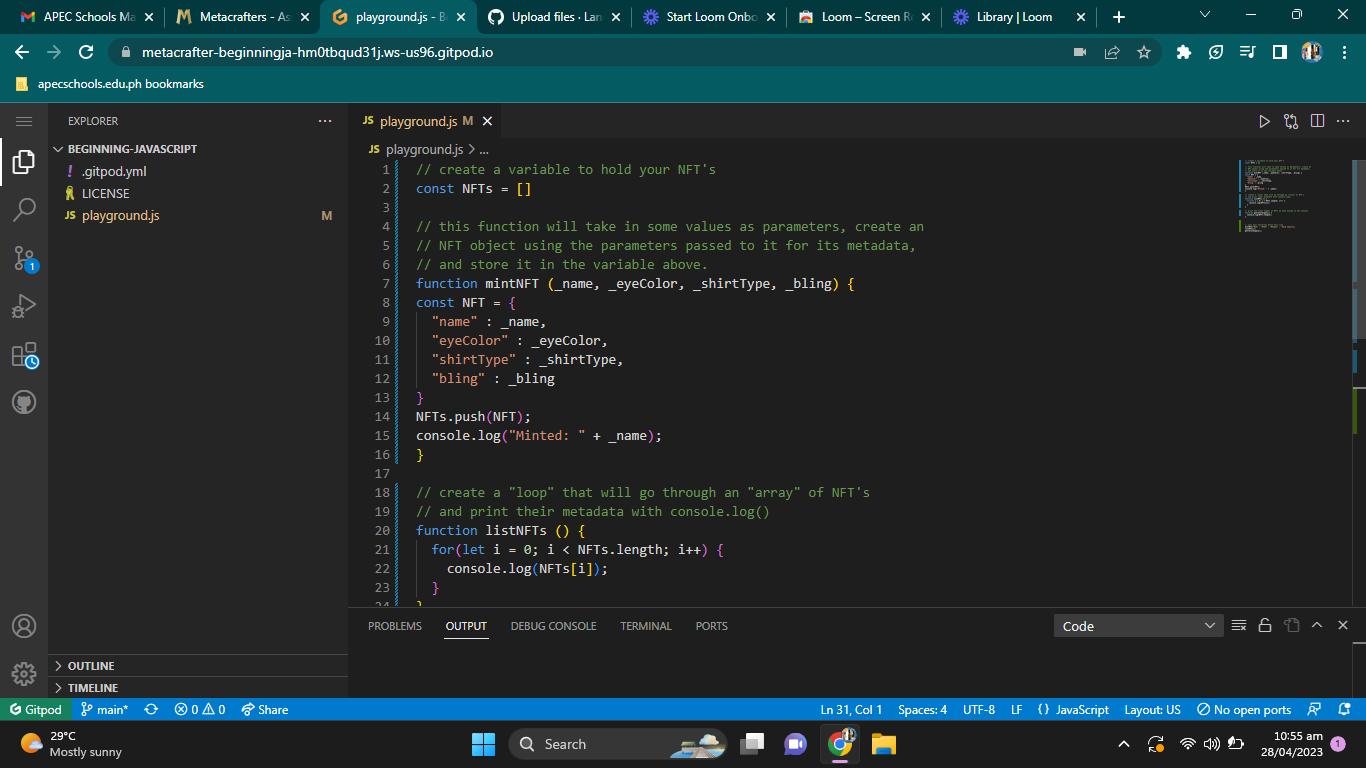 APEC Schools Ma
Metacrafters - As
playground.js - B
Upload files · Lan
Start Loom Onbo
Loom – Screen R
Library | Loom
metacrafter-beginningja-hm0tbqud31j.ws-us96.gitpod.io
apecschools.edu.ph bookmarks
EXPLORER
BEGINNING-JAVASCRIPT
.gitpod.yml
LICENSE
JS playground.js M
OUTLINE
TIMELINE
JS playground.js M
JS playground.js > ...
1 // create a variable to hold your NFT's
2 const NFTs = []
3
4 // this function will take in some values as parameters, create an
5 // NFT object using the parameters passed to it for its metadata,
6 // and store it in the variable above.
7 function mintNFT (_name, _eyeColor, _shirtType, _bling) {
8 const NFT = {
9 "name" : _name,
10 "eyeColor" : _eyeColor,
11 "shirtType" : _shirtType,
12 "bling" : _bling
13 }
14 NFTs.push(NFT);
15 console.log("Minted: " + _name);
16 }
17
18 // create a "loop" that will go through an "array" of NFT's
19 // and print their metadata with console.log()
20 function listNFTs () {
21 for(let i = 0; i < NFTs.length; i++) {
22 console.log(NFTs[i]);
23 }
24 }
PROBLEMS OUTPUT DEBUG CONSOLE TERMINAL PORTS
Code
Gitpod main* 0 0 Share
Ln 31, Col 1 Spaces: 4 UTF-8 LF {} JavaScript Layout: US No open ports
29°C
Mostly sunny
Search
10:55 am
28/04/2023
1